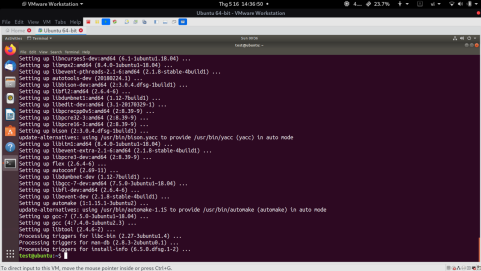 VMware Workstation
Thg 5 16  14:36:50
4...
23,7%
Ubuntu 64-bit - VMware Workstation
File Edit View VM Tabs Help
Home
Ubuntu 64-bit
Activities
Terminal
test@ubuntu: ~
File Edit View Search Terminal Help
Setting up libncurses5-dev:amd64 (6.1-1ubuntu1.18.04) ...
Setting up libmpx2:amd64 (8.4.0-1ubuntu1~18.04) ...
Setting up libevent-pthreads-2.1-6:amd64 (2.1.8-stable-4build1) ...
Setting up autotools-dev (20180224.1) ...
Setting up libbison-dev:amd64 (2:3.0.4.dfsg-1build1) ...
Setting up libfl2:amd64 (2.6.4-6) ...
Setting up libdumbnet1:amd64 (1.12-7build1) ...
Setting up libedit-dev:amd64 (3.1-20170329-1) ...
Setting up libpcrecpp0v5:amd64 (2:8.39-9) ...
Setting up libpcre32-3:amd64 (2:8.39-9) ...
Setting up libpcre16-3:amd64 (2:8.39-9) ...
Setting up bison (2:3.0.4.dfsg-1build1) ...
update-alternatives: using /usr/bin/bison.yacc to provide /usr/bin/yacc (yacc) in auto mode
Setting up libitm1:amd64 (8.4.0-1ubuntu1~18.04) ...
Setting up libevent-extra-2.1-6:amd64 (2.1.8-stable-4build1) ...
Setting up libpcre3-dev:amd64 (2:8.39-9) ...
Setting up flex (2.6.4-6) ...
Setting up autoconf (2.69-11) ...
Setting up libdumbnet-dev (1.12-7build1) ...
Setting up libgcc-7-dev:amd64 (7.5.0-3ubuntu1~18.04) ...
Setting up libfl-dev:amd64 (2.6.4-6) ...
Setting up libevent-dev (2.1.8-stable-4build1) ...
Setting up automake (1:1.15.1-3ubuntu2) ...
update-alternatives: using /usr/bin/automake-1.15 to provide /usr/bin/automake (automake) in auto mode
Setting up gcc-7 (7.5.0-3ubuntu1~18.04) ...
Setting up gcc (4:7.4.0-1ubuntu2.3) ...
Setting up libtool (2.4.6-2) ...
Processing triggers for libc-bin (2.27-3ubuntu1.4) ...
Processing triggers for man-db (2.8.3-2ubuntu0.1) ...
Processing triggers for install-info (6.5.0.dfsg.1-2) ...
test@ubuntu:~$
To direct input to this VM, move the mouse pointer inside or press Ctrl+G.